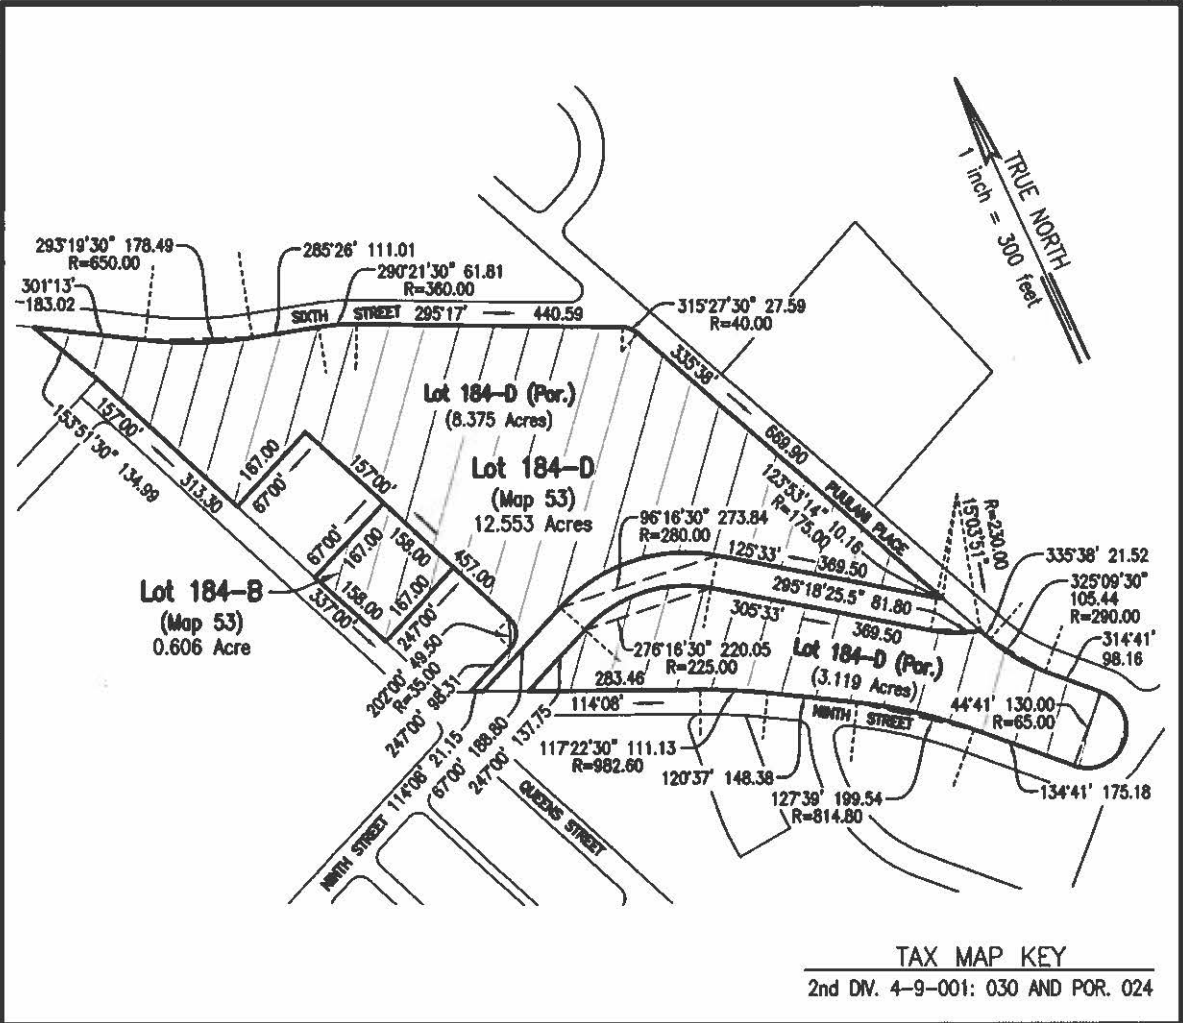 TRUE NORTH
1 inch = 300 feet
293°19'30" 178.49
R=650.00
285°26' 111.01
290°21'30" 61.81
R=360.00
301°13'
183.02
SIXTH STREET
295°17' 440.59
315°27'30" 27.59
R=40.00
335°38' 669.90
PUULANI PLACE
Lot 184-D (Por.)
(8.375 Acres)
Lot 184-D
(Map 53)
12.553 Acres
157°00' 313.30
153°51'30" 134.99
167.00
67°00'
157°00'
457.00
67°00'
167.00
158.00
158.00
167.00
337°00'
247°00'
Lot 184-B
(Map 53)
0.606 Acre
96°16'30" 273.84
R=280.00
123°53'14" 10.16
R=175.00
125°33' 369.50
295°18'25.5" 81.80
305°33' 369.50
R=230.00
15°03'51"
335°38' 21.52
325°09'30"
105.44
R=290.00
314°41'
98.16
276°16'30" 220.05
R=225.00
Lot 184-D (Por.)
(3.119 Acres)
44°41' 130.00
R=65.00
283.46
114°08'
NINTH STREET
202°00' 49.50
R=35.00
247°00' 98.31
114°08' 21.15
67°00' 188.80
247°00' 137.75
117°22'30" 111.13
R=982.60
120°37' 148.38
127°39' 199.54
R=814.80
134°41' 175.18
NINTH STREET
QUEENS STREET
TAX MAP KEY
2nd DIV. 4-9-001: 030 AND POR. 024